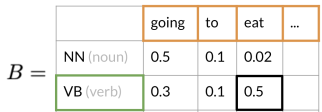 going to eat ...
NN (noun) 0.5 0.1 0.02
B =
VB (verb) 0.3 0.1 0.5